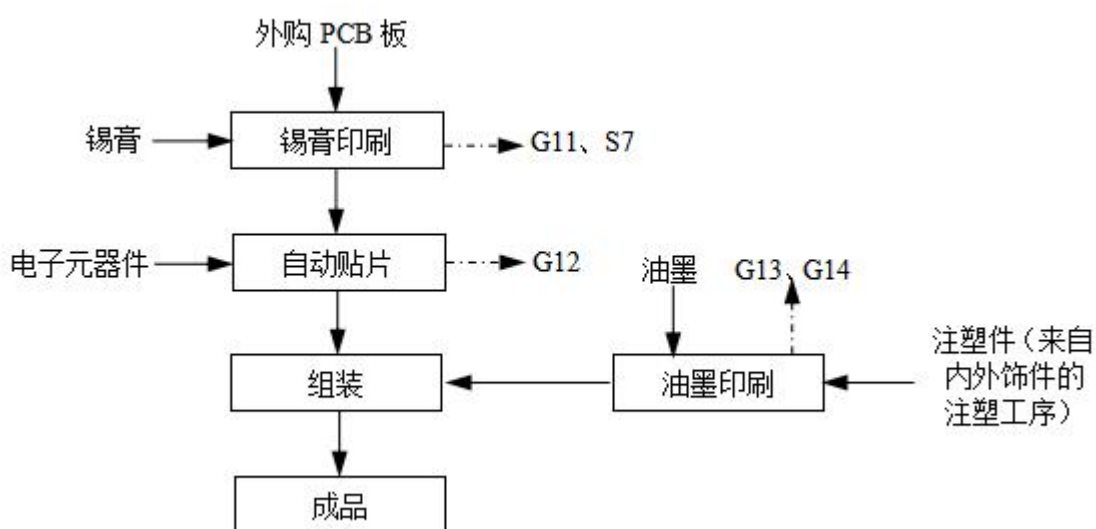 外购 PCB 板
锡膏
锡膏印刷
G11、S7
电子元器件
自动贴片
G12
油墨
G13、G14
组装
油墨印刷
注塑件（来自
内外饰件的
注塑工序）
成品